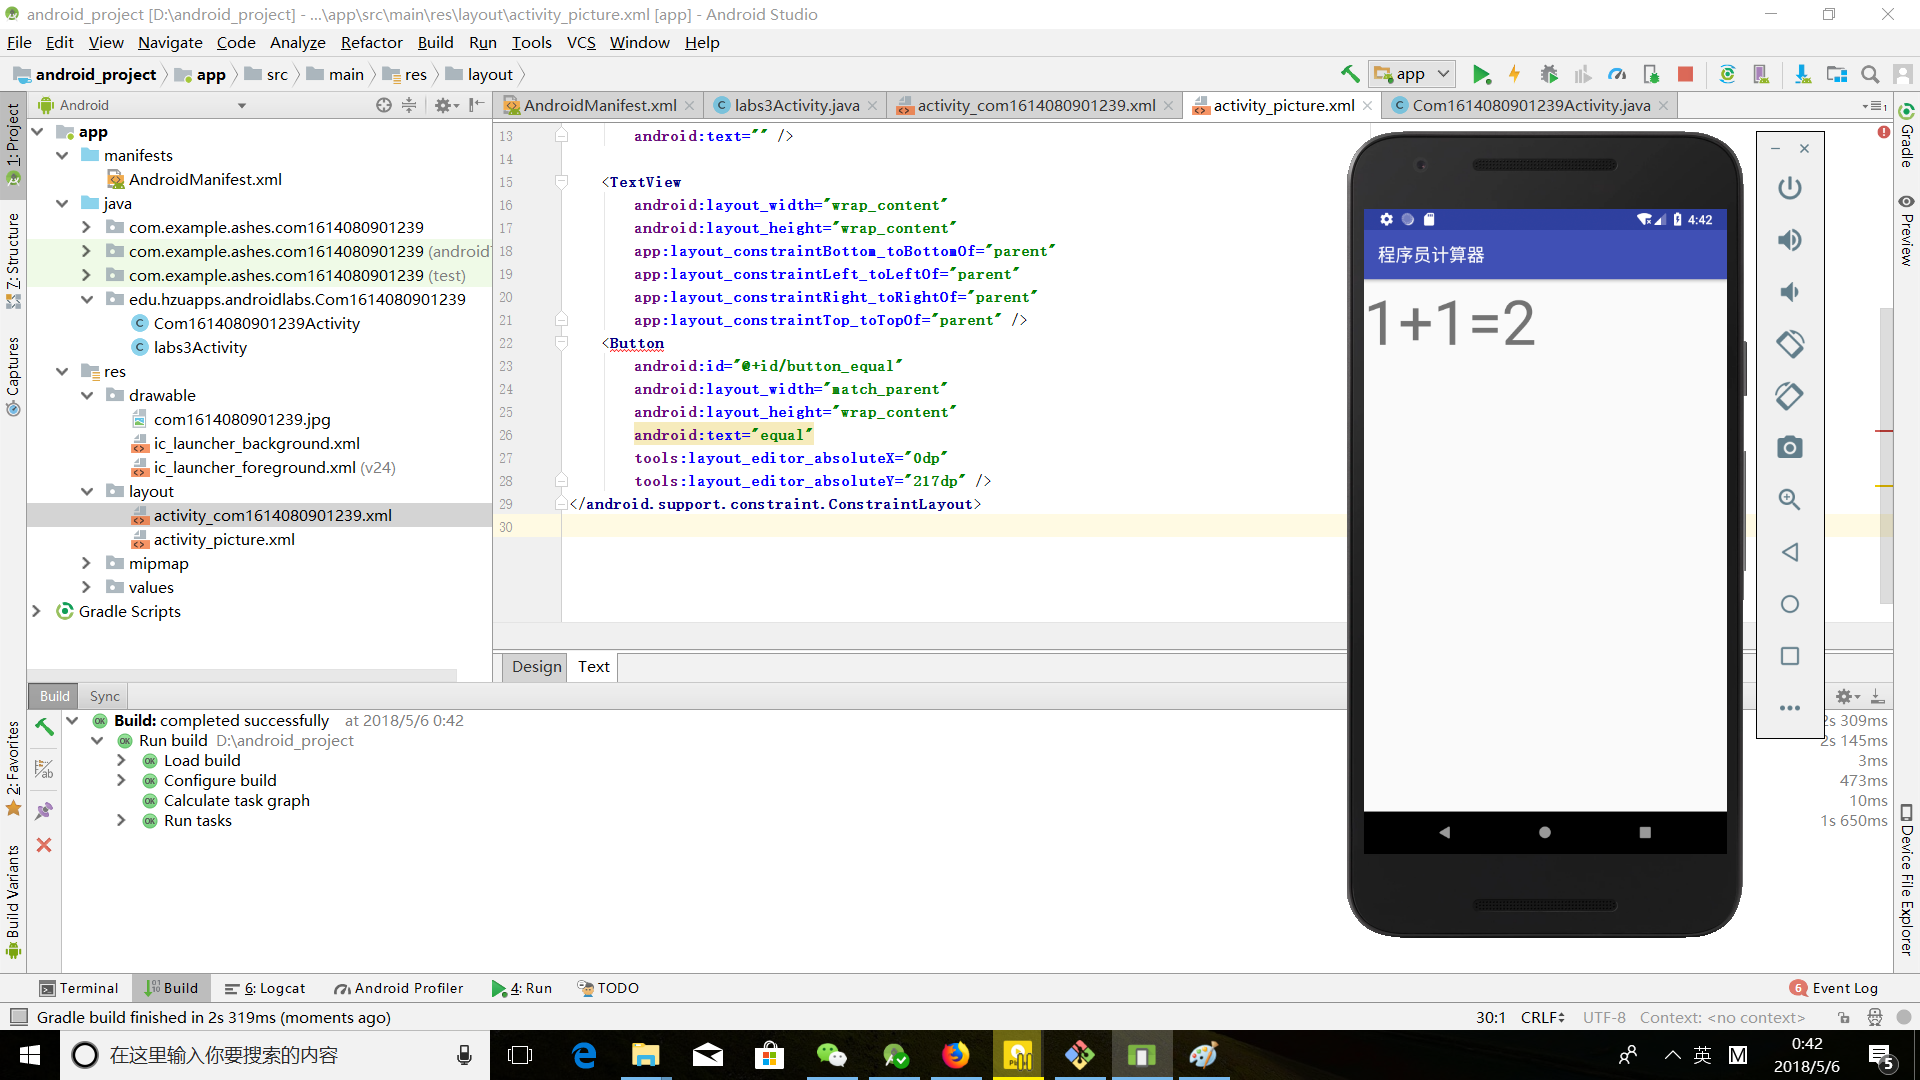 android_project [D:\android_project] - ...\app\src\main\res\layout\activity_picture.xml [app] - Android Studio
File Edit View Navigate Code Analyze Refactor Build Run Tools VCS Window Help
android_project app src main res layout
app
1: Project
7: Structure
Captures
2: Favorites
Build Variants
Android
app
manifests
AndroidManifest.xml
java
com.example.ashes.com1614080901239
com.example.ashes.com1614080901239 (android
com.example.ashes.com1614080901239 (test)
edu.hzuapps.androidlabs.Com1614080901239
Com1614080901239Activity
labs3Activity
res
drawable
com1614080901239.jpg
ic_launcher_background.xml
ic_launcher_foreground.xml (v24)
layout
activity_com1614080901239.xml
activity_picture.xml
mipmap
values
Gradle Scripts
AndroidManifest.xml labs3Activity.java activity_com1614080901239.xml activity_picture.xml Com1614080901239Activity.java
13 android:text="" />
14
15 <TextView
16 android:layout_width="wrap_content"
17 android:layout_height="wrap_content"
18 app:layout_constraintBottom_toBottomOf="parent"
19 app:layout_constraintLeft_toLeftOf="parent"
20 app:layout_constraintRight_toRightOf="parent"
21 app:layout_constraintTop_toTopOf="parent" />
22 <Button
23 android:id="@+id/button_equal"
24 android:layout_width="match_parent"
25 android:layout_height="wrap_content"
26 android:text="equal"
27 tools:layout_editor_absoluteX="0dp"
28 tools:layout_editor_absoluteY="217dp" />
29 </android.support.constraint.ConstraintLayout>
30
Design Text
4:42
程序员计算器
1+1=2
Gradle
Preview
Device File Explorer
Build Sync
Build: completed successfully at 2018/5/6 0:42
Run build D:\android_project
Load build
Configure build
Calculate task graph
Run tasks
2s 309ms
2s 145ms
3ms
473ms
10ms
1s 650ms
Terminal Build 6: Logcat Android Profiler 4: Run TODO
6 Event Log
Gradle build finished in 2s 319ms (moments ago)
30:1 CRLF UTF-8 Context: <no context>
在这里输入你要搜索的内容
英 M
0:42
2018/5/6
5